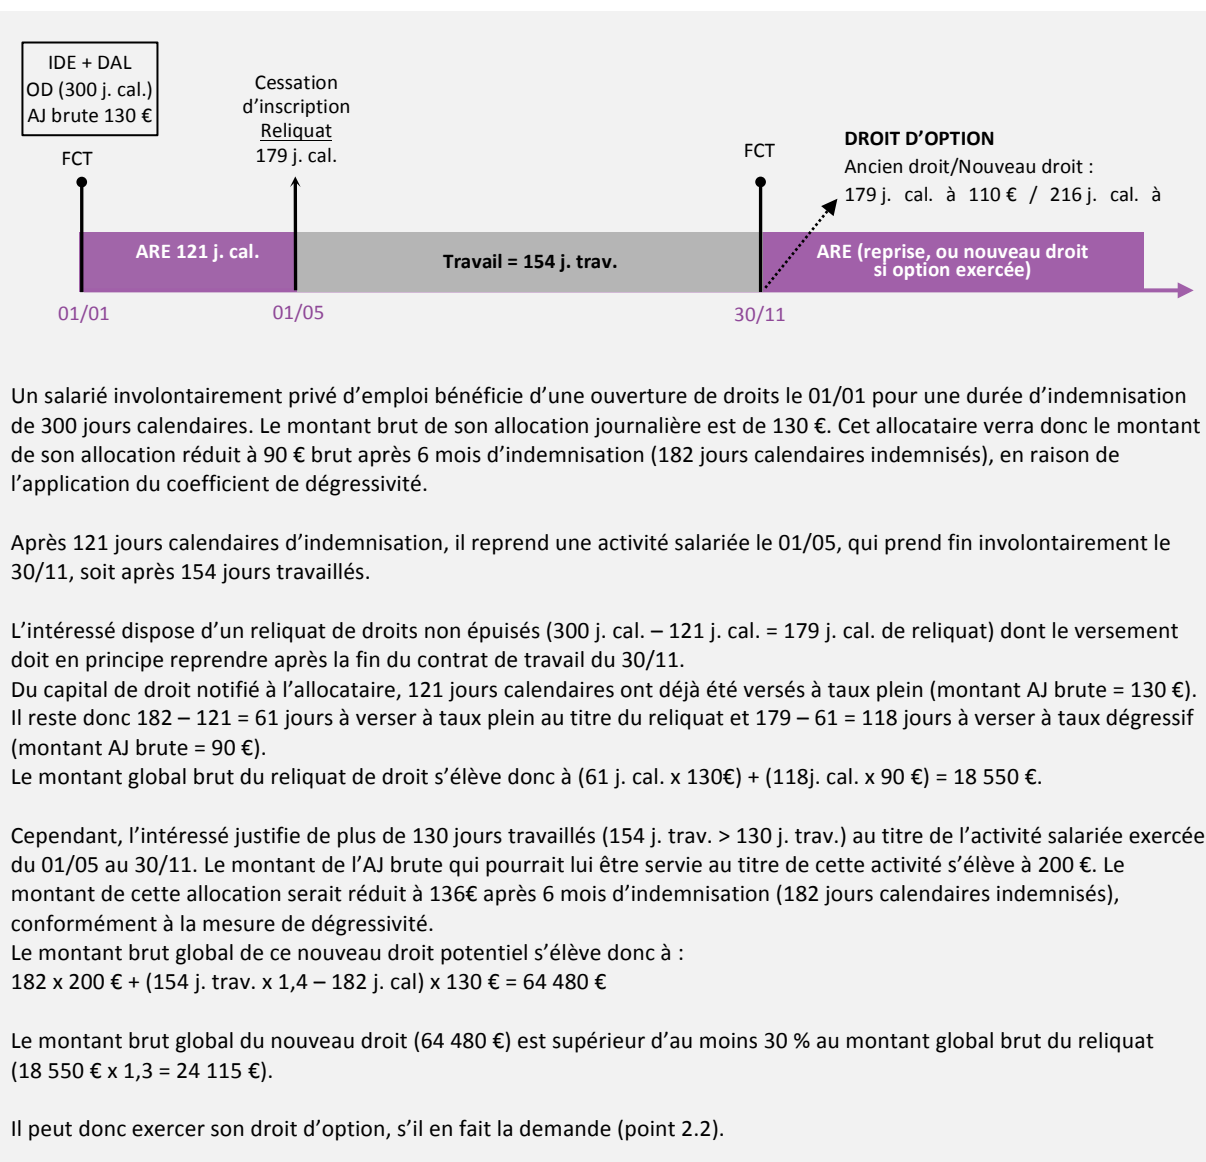 IDE + DAL
OD (300 j. cal.)
AJ brute 130 €
FCT
Cessation
d’inscription
Reliquat
179 j. cal.
FCT
DROIT D’OPTION
Ancien droit/Nouveau droit :
179 j. cal. à 110 € / 216 j. cal. à
ARE 121 j. cal.
Travail = 154 j. trav.
ARE (reprise, ou nouveau droit
si option exercée)
01/01
01/05
30/11
Un salarié involontairement privé d’emploi bénéficie d’une ouverture de droits le 01/01 pour une durée d’indemnisation
de 300 jours calendaires. Le montant brut de son allocation journalière est de 130 €. Cet allocataire verra donc le montant
de son allocation réduit à 90 € brut après 6 mois d’indemnisation (182 jours calendaires indemnisés), en raison de
l’application du coefficient de dégressivité.
Après 121 jours calendaires d’indemnisation, il reprend une activité salariée le 01/05, qui prend fin involontairement le
30/11, soit après 154 jours travaillés.
L’intéressé dispose d’un reliquat de droits non épuisés (300 j. cal. – 121 j. cal. = 179 j. cal. de reliquat) dont le versement
doit en principe reprendre après la fin du contrat de travail du 30/11.
Du capital de droit notifié à l’allocataire, 121 jours calendaires ont déjà été versés à taux plein (montant AJ brute = 130 €).
Il reste donc 182 – 121 = 61 jours à verser à taux plein au titre du reliquat et 179 – 61 = 118 jours à verser à taux dégressif
(montant AJ brute = 90 €).
Le montant global brut du reliquat de droit s’élève donc à (61 j. cal. x 130€) + (118j. cal. x 90 €) = 18 550 €.
Cependant, l’intéressé justifie de plus de 130 jours travaillés (154 j. trav. > 130 j. trav.) au titre de l’activité salariée exercée
du 01/05 au 30/11. Le montant de l’AJ brute qui pourrait lui être servie au titre de cette activité s’élève à 200 €. Le
montant de cette allocation serait réduit à 136€ après 6 mois d’indemnisation (182 jours calendaires indemnisés),
conformément à la mesure de dégressivité.
Le montant brut global de ce nouveau droit potentiel s’élève donc à :
182 x 200 € + (154 j. trav. x 1,4 – 182 j. cal) x 130 € = 64 480 €
Le montant brut global du nouveau droit (64 480 €) est supérieur d’au moins 30 % au montant global brut du reliquat
(18 550 € x 1,3 = 24 115 €).
Il peut donc exercer son droit d’option, s’il en fait la demande (point 2.2).